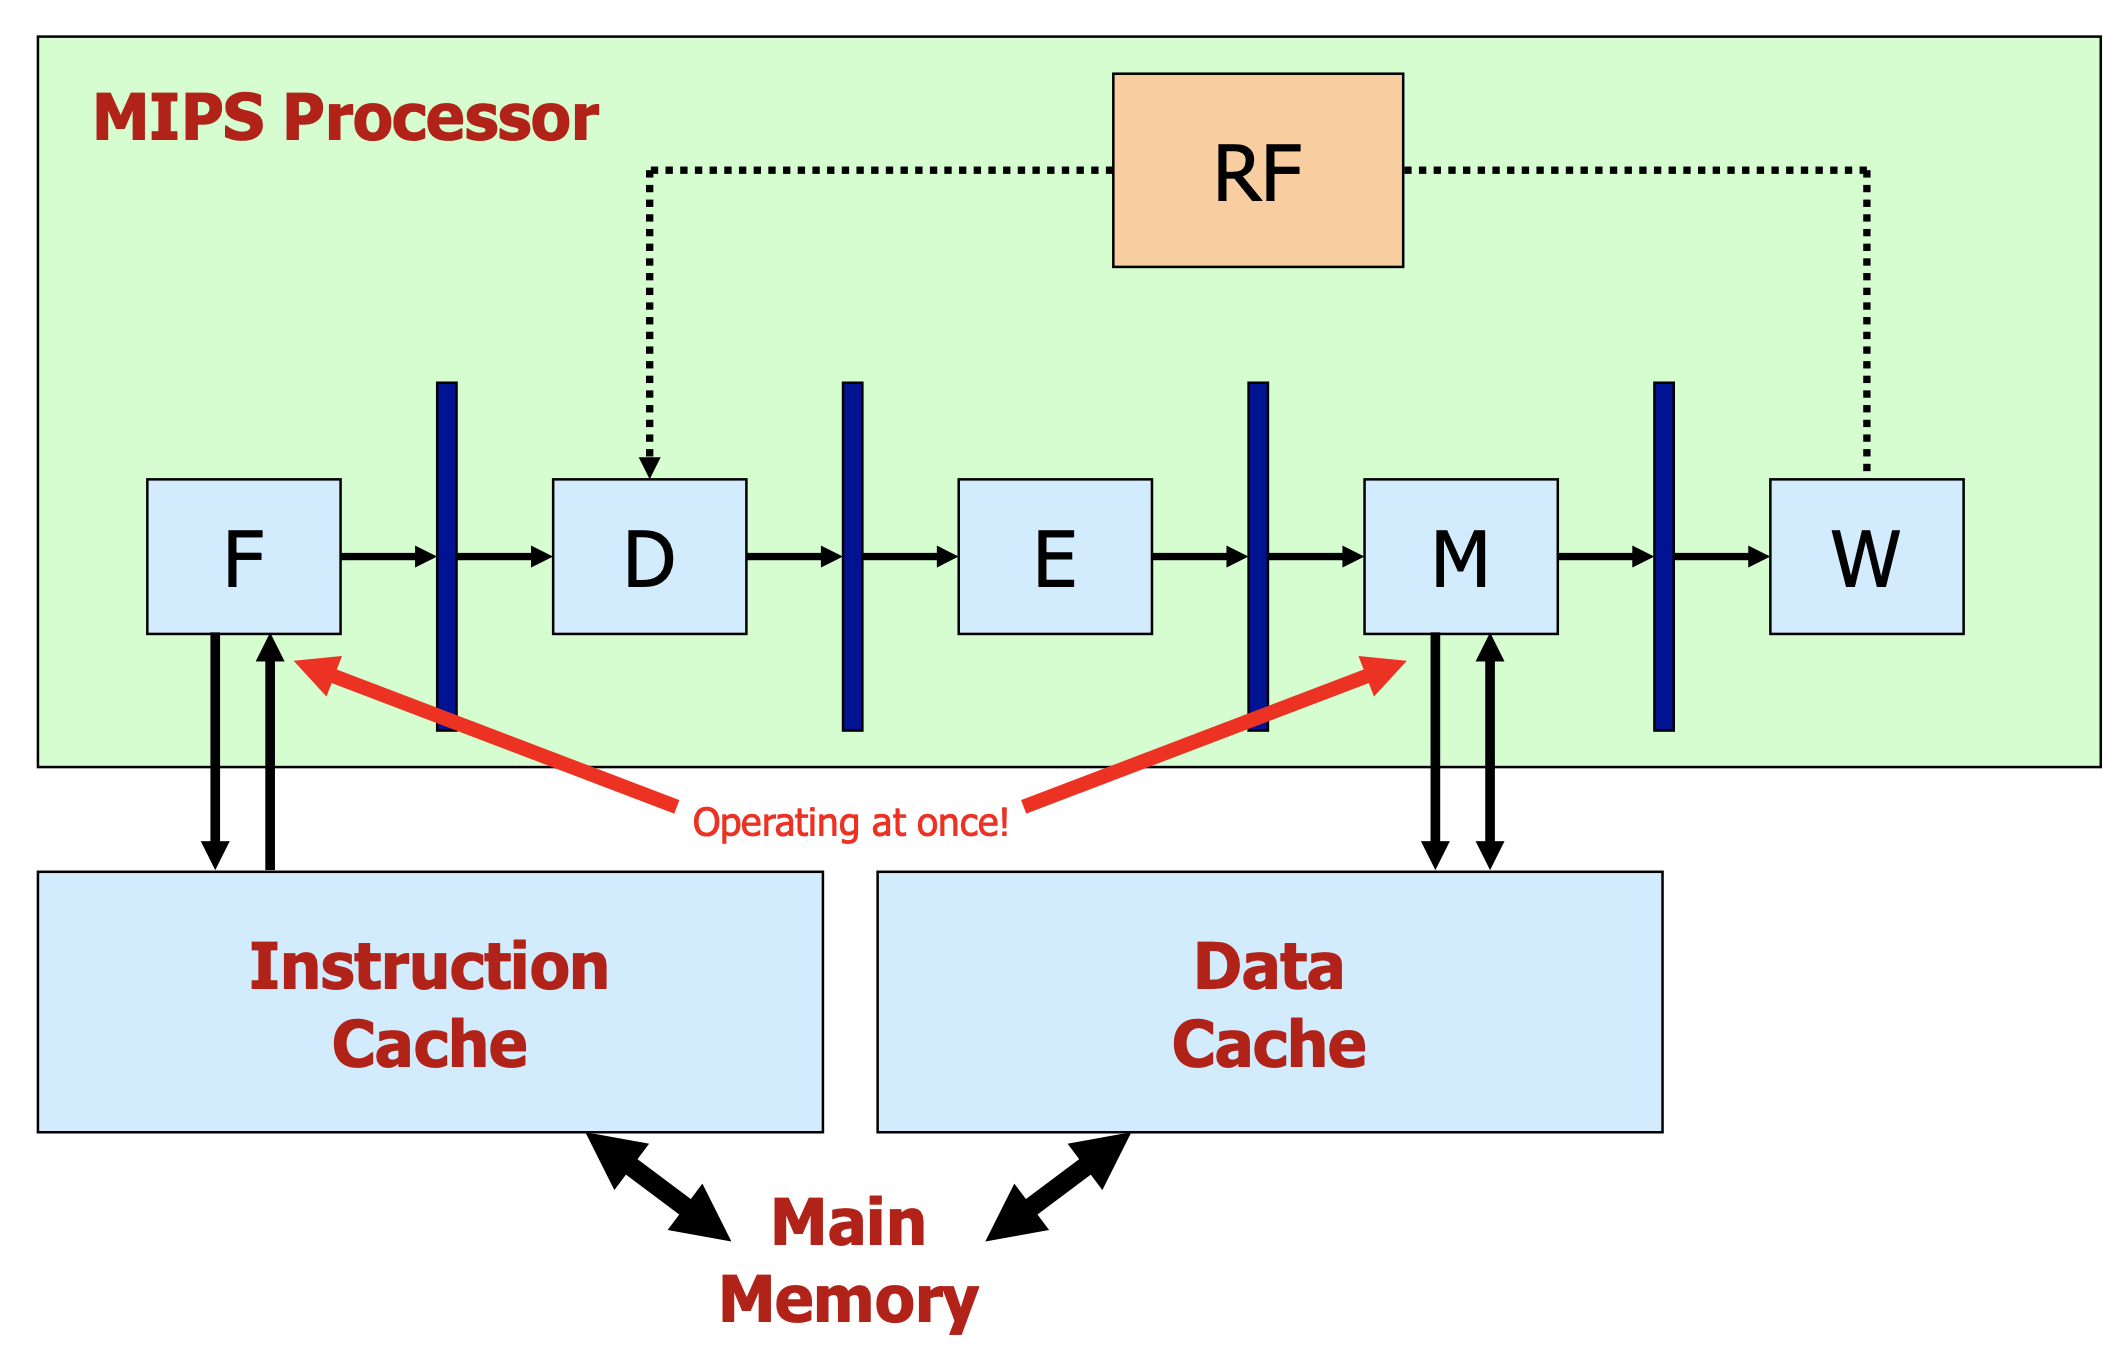 MIPS Processor
RF
F
D
E
M
W
Operating at once!
Instruction
Cache
Data
Cache
Main
Memory